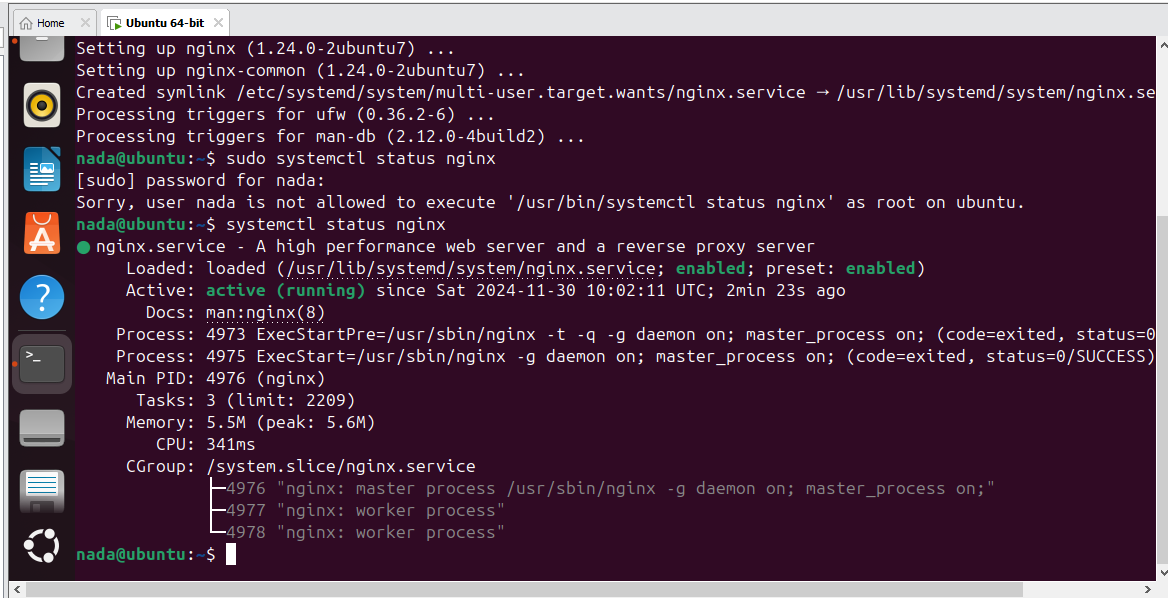 Home
Ubuntu 64-bit
Setting up nginx (1.24.0-2ubuntu7) ...
Setting up nginx-common (1.24.0-2ubuntu7) ...
Created symlink /etc/systemd/system/multi-user.target.wants/nginx.service → /usr/lib/systemd/system/nginx.se
Processing triggers for ufw (0.36.2-6) ...
Processing triggers for man-db (2.12.0-4build2) ...
nada@ubuntu:~$ sudo systemctl status nginx
[sudo] password for nada:
Sorry, user nada is not allowed to execute '/usr/bin/systemctl status nginx' as root on ubuntu.
nada@ubuntu:~$ systemctl status nginx
● nginx.service - A high performance web server and a reverse proxy server
Loaded: loaded (/usr/lib/systemd/system/nginx.service; enabled; preset: enabled)
Active: active (running) since Sat 2024-11-30 10:02:11 UTC; 2min 23s ago
Docs: man:nginx(8)
Process: 4973 ExecStartPre=/usr/sbin/nginx -t -q -g daemon on; master_process on; (code=exited, status=0
Process: 4975 ExecStart=/usr/sbin/nginx -g daemon on; master_process on; (code=exited, status=0/SUCCESS)
Main PID: 4976 (nginx)
Tasks: 3 (limit: 2209)
Memory: 5.5M (peak: 5.6M)
CPU: 341ms
CGroup: /system.slice/nginx.service
├─4976 "nginx: master process /usr/sbin/nginx -g daemon on; master_process on;"
├─4977 "nginx: worker process"
└─4978 "nginx: worker process"
nada@ubuntu:~$